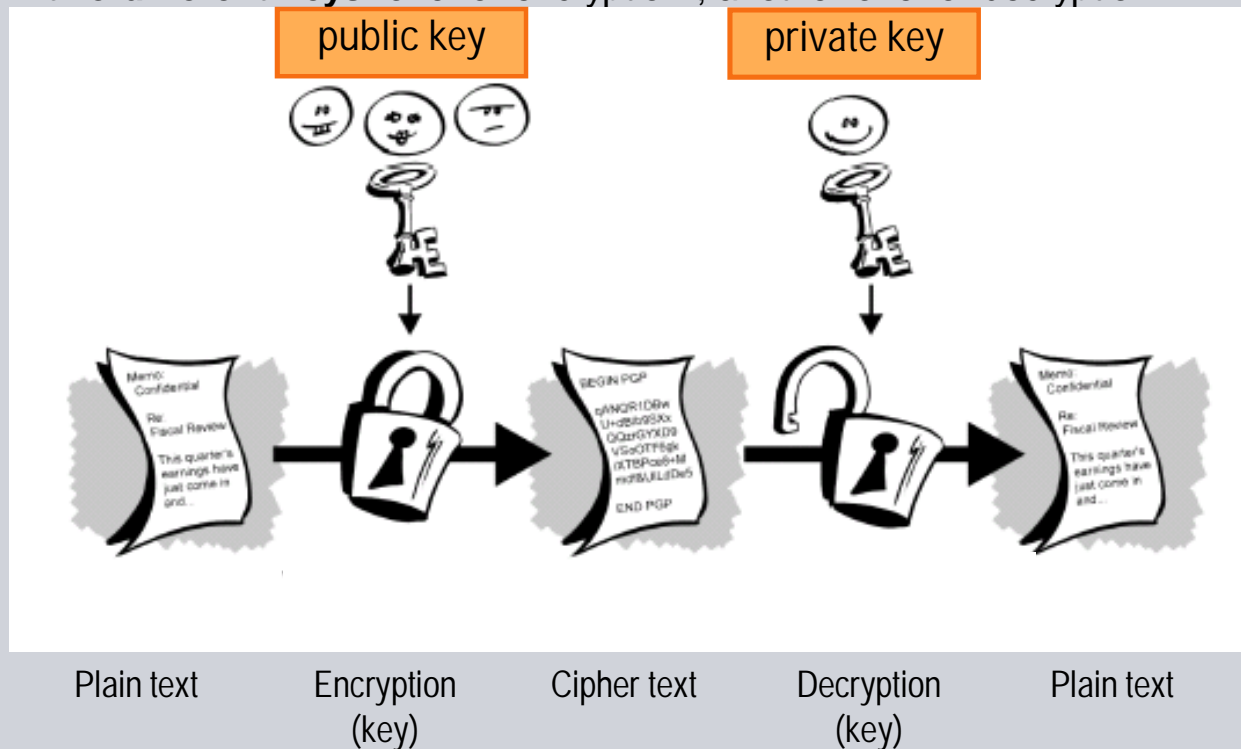 public key
private key
Memo:
Confidential
Re:
Fiscal Review
This quarter's
earnings have
just come in
and...
BEGIN PGP
END PGP
Memo:
Confidential
Re:
Fiscal Review
This quarter's
earnings have
just come in
and...
Plain text
Encryption
(key)
Cipher text
Decryption
(key)
Plain text